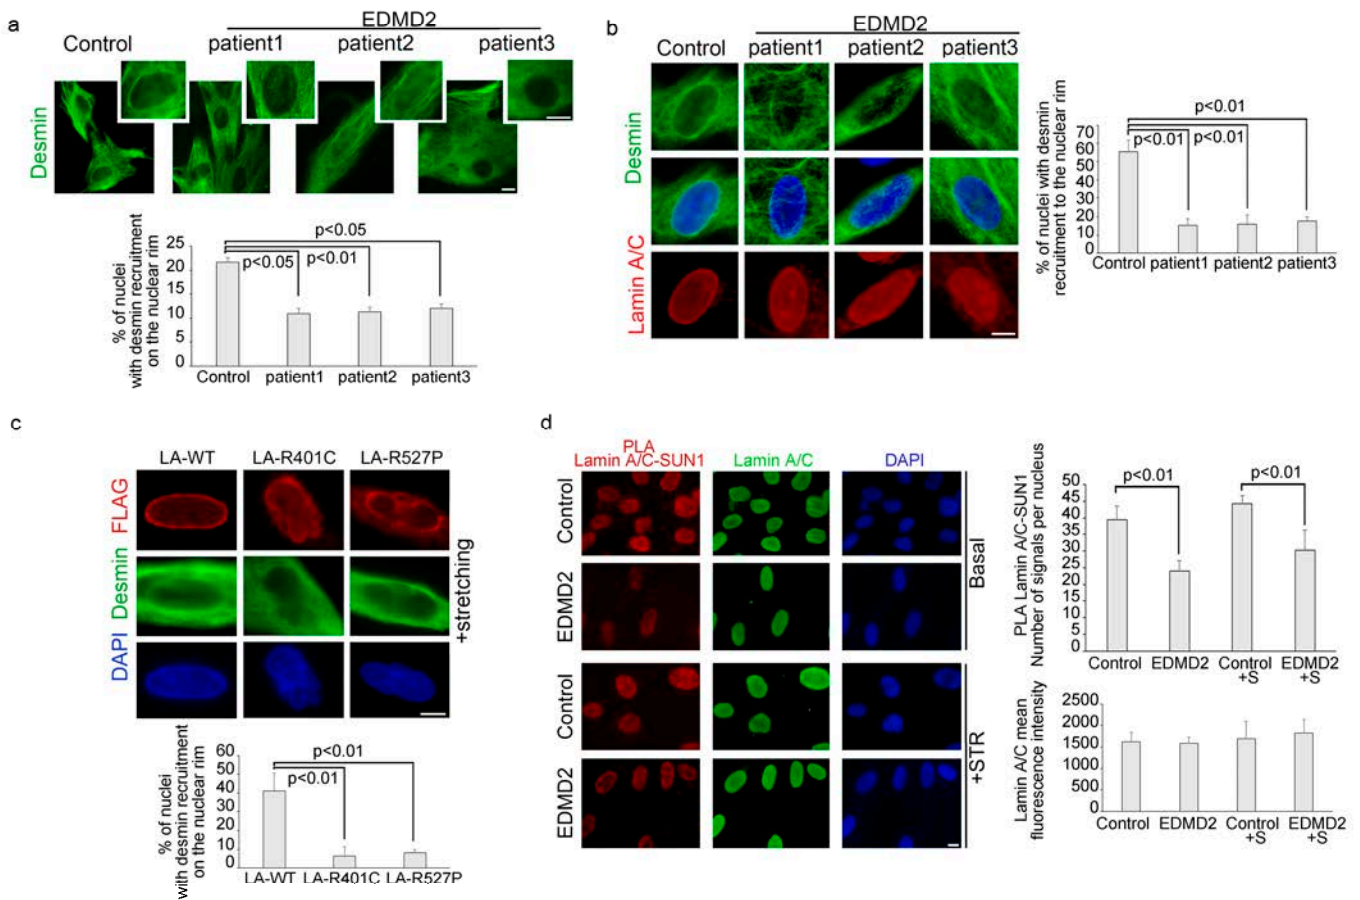 a
EDMD2
Control
patient1
patient2
patient3
Desmin
% of nuclei
with desmin recruitment
on the nuclear rim
25
20
15
10
5
0
p<0.05
p<0.05
p<0.01
Control
patient1
patient2
patient3
b
EDMD2
Control
patient1
patient2
patient3
Desmin
Lamin A/C
% of nuclei with desmin
recruitment to the nuclear rim
70
60
50
40
30
20
10
0
p<0.01
p<0.01
p<0.01
Control
patient1
patient2
patient3
c
LA-WT
LA-R401C
LA-R527P
FLAG
Desmin
DAPI
+stretching
% of nuclei
with desmin recruitment
on the nuclear rim
60
50
40
30
20
10
0
p<0.01
p<0.01
LA-WT
LA-R401C
LA-R527P
d
PLA
Lamin A/C-SUN1
Lamin A/C
DAPI
Control
EDMD2
Basal
Control
EDMD2
+STR
PLA Lamin A/C-SUN1
Number of signals per nucleus
50
45
40
35
30
25
20
15
10
5
0
p<0.01
p<0.01
Control
EDMD2
Control
+S
EDMD2
+S
Lamin A/C mean
fluorescence intensity
2500
2000
1500
1000
500
0
Control
EDMD2
Control
+S
EDMD2
+S